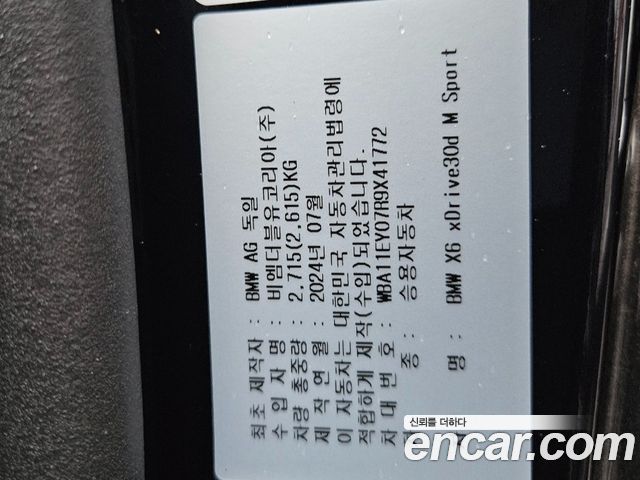 최초 제작자 : BMW AG 독일
수 입 자 명 : 비엠더블유코리아(주)
차량 총중량 : 2,715(2,615)KG
제 작 연 월 : 2024년 07월
이 자동차는 대한민국 자동차관리법령에
적합하게 제작(수입)되었습니다.
차 대 번 호 : WBA11EY07R9X41772
종 : 승용자동차
명 : BMW X6 xDrive30d M Sport
신뢰를 더하다
encar.com